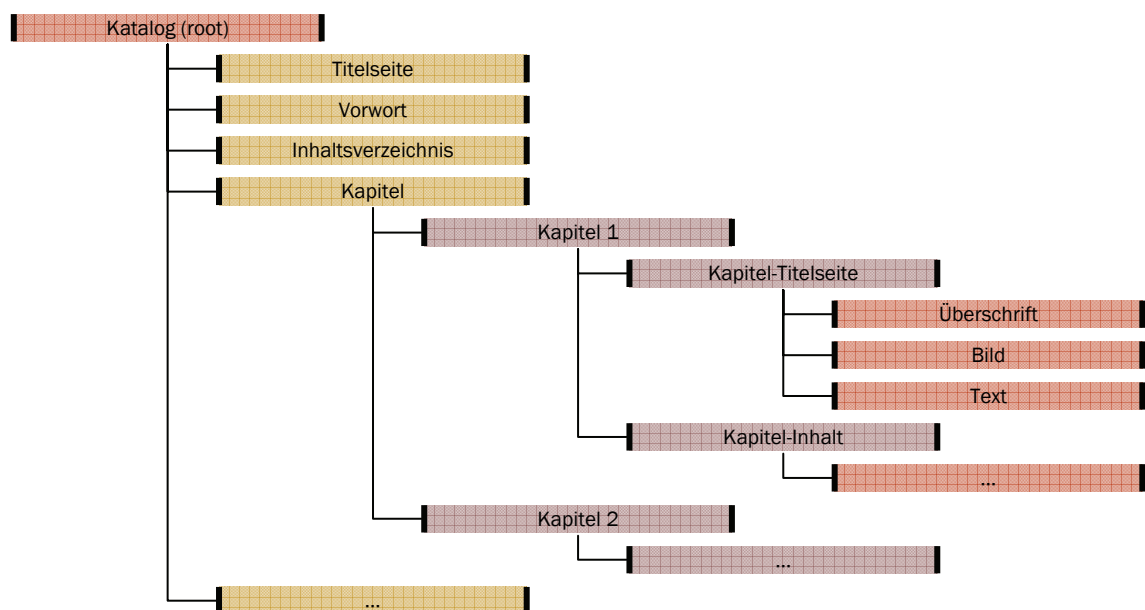 Katalog (root)
Titelseite
Vorwort
Inhaltsverzeichnis
Kapitel
Kapitel 1
Kapitel-Titelseite
Überschrift
Bild
Text
Kapitel-Inhalt
...
Kapitel 2
...
...